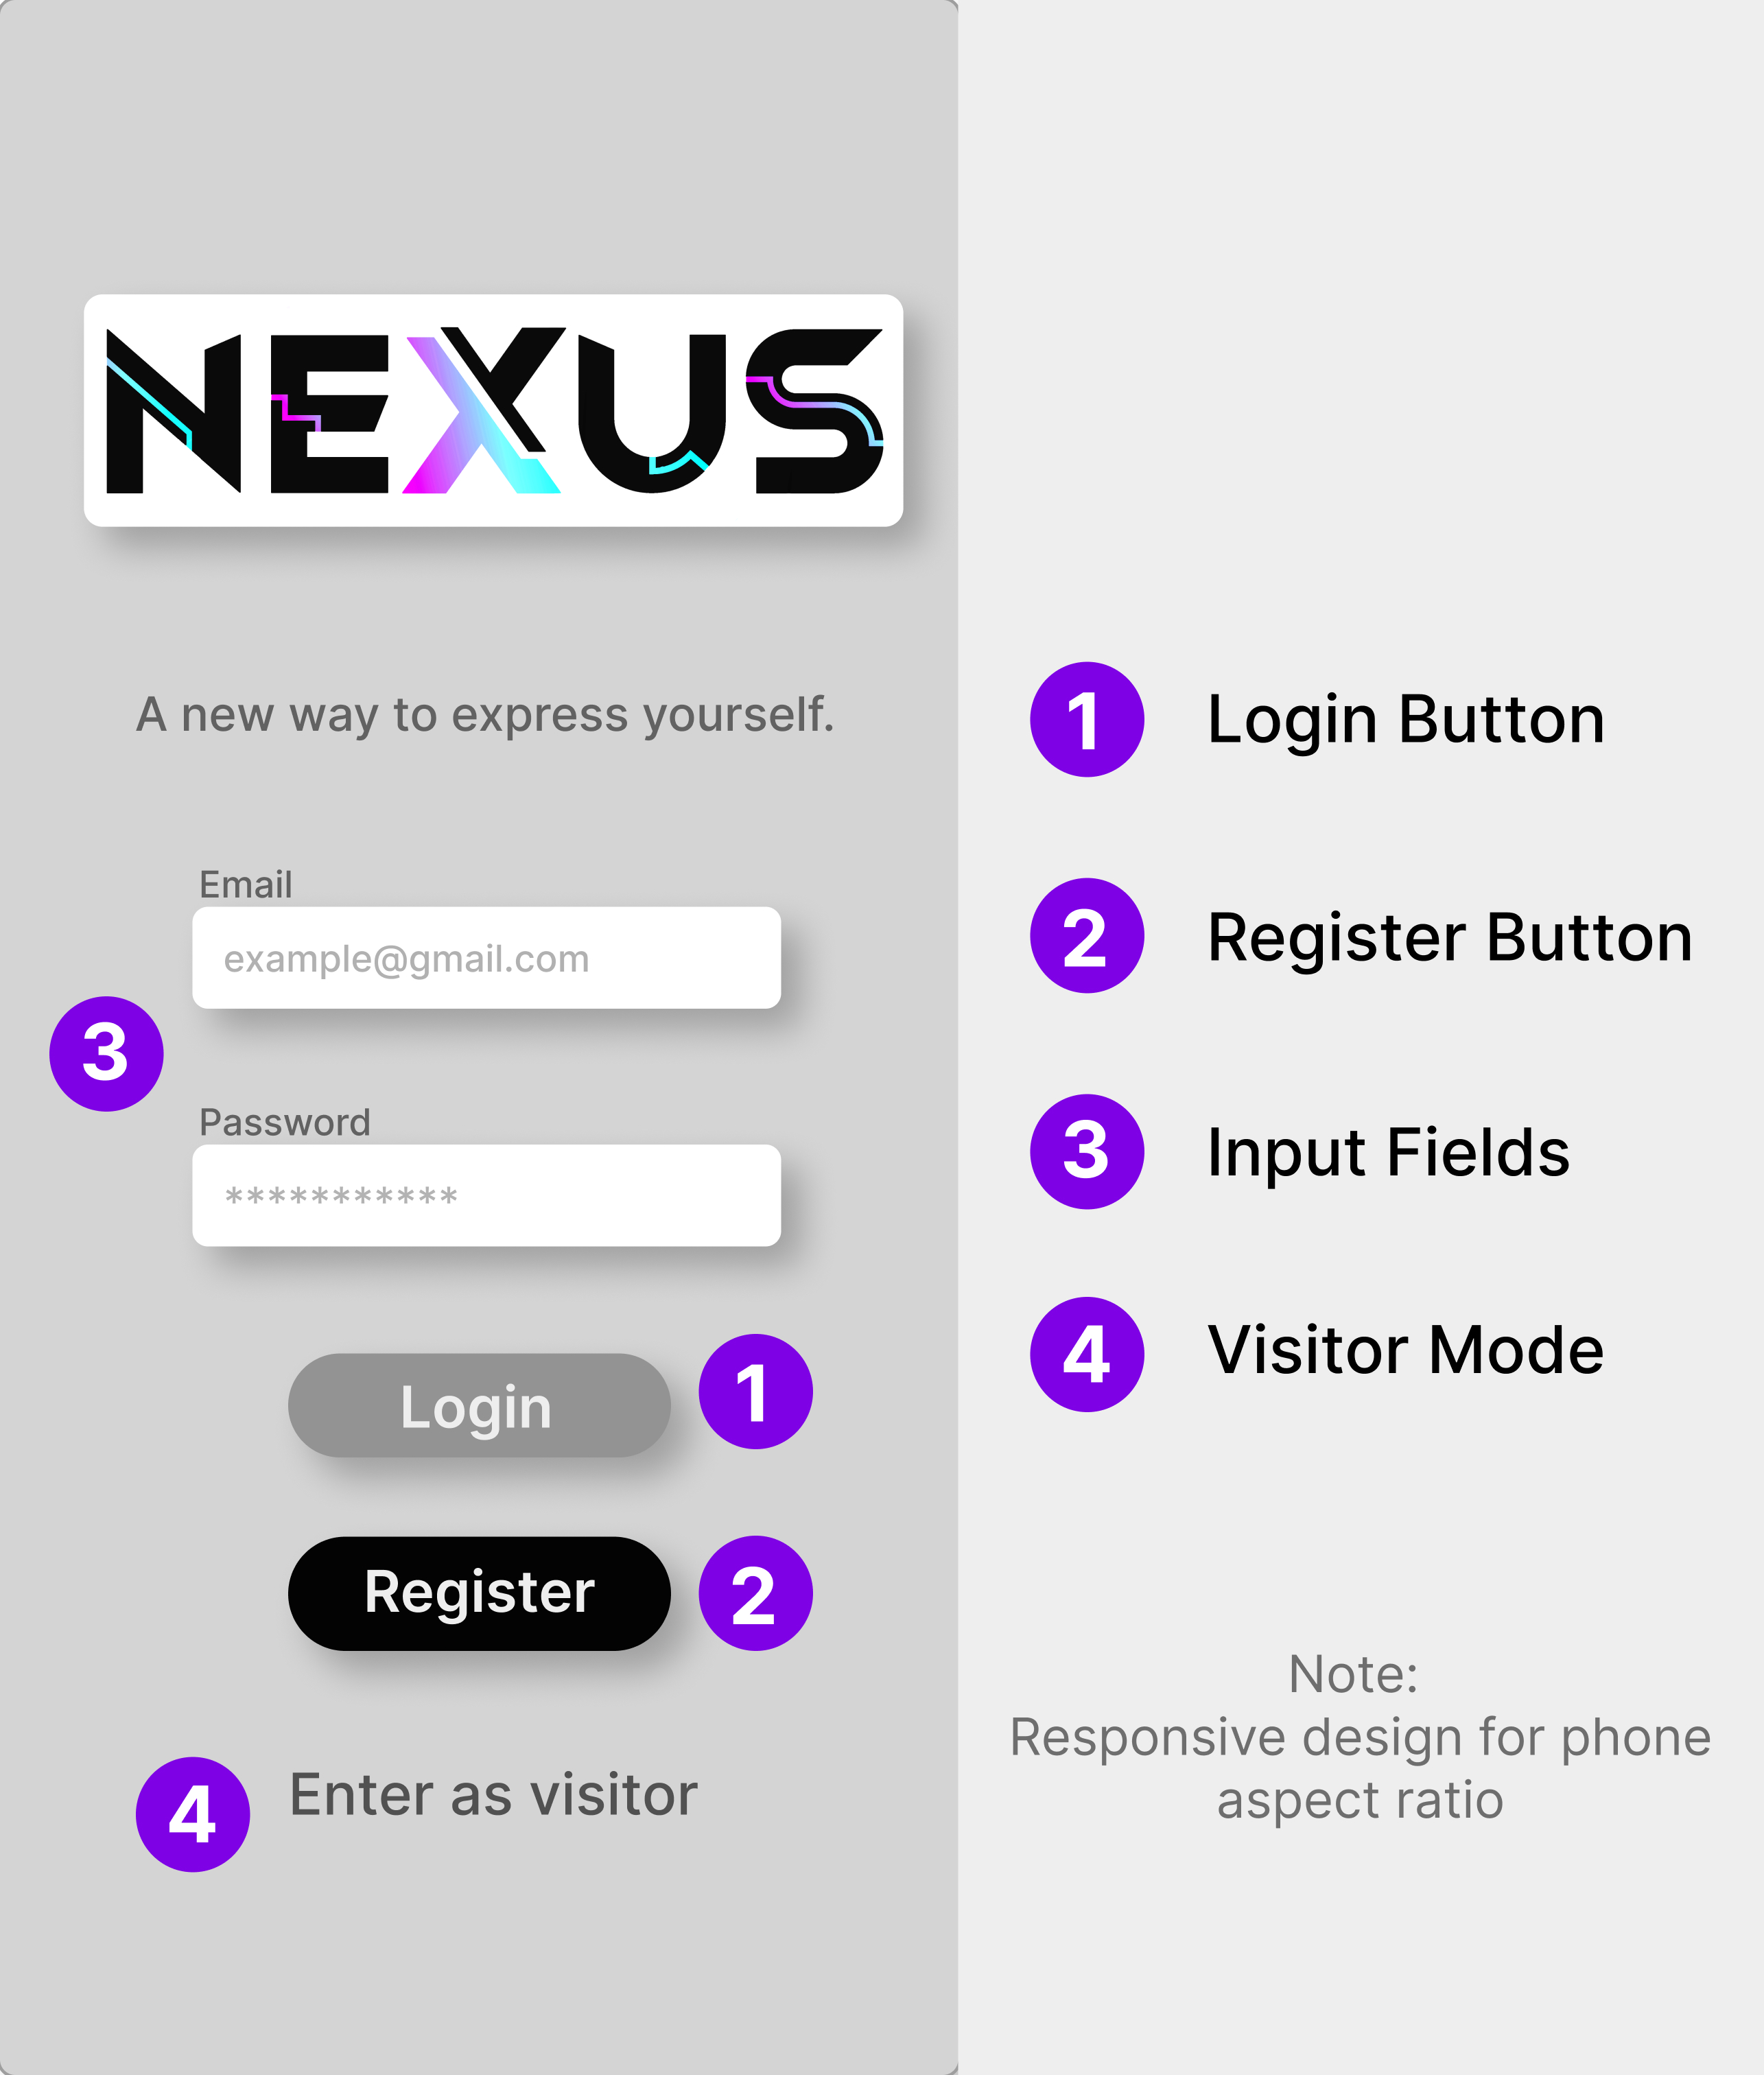 NEXUS
A new way to express yourself.
Email
example@gmail.com
3
Password
***********
Login
1
Register
2
4
Enter as visitor
1
Login Button
2
Register Button
3
Input Fields
4
Visitor Mode
Note:
Responsive design for phone
aspect ratio